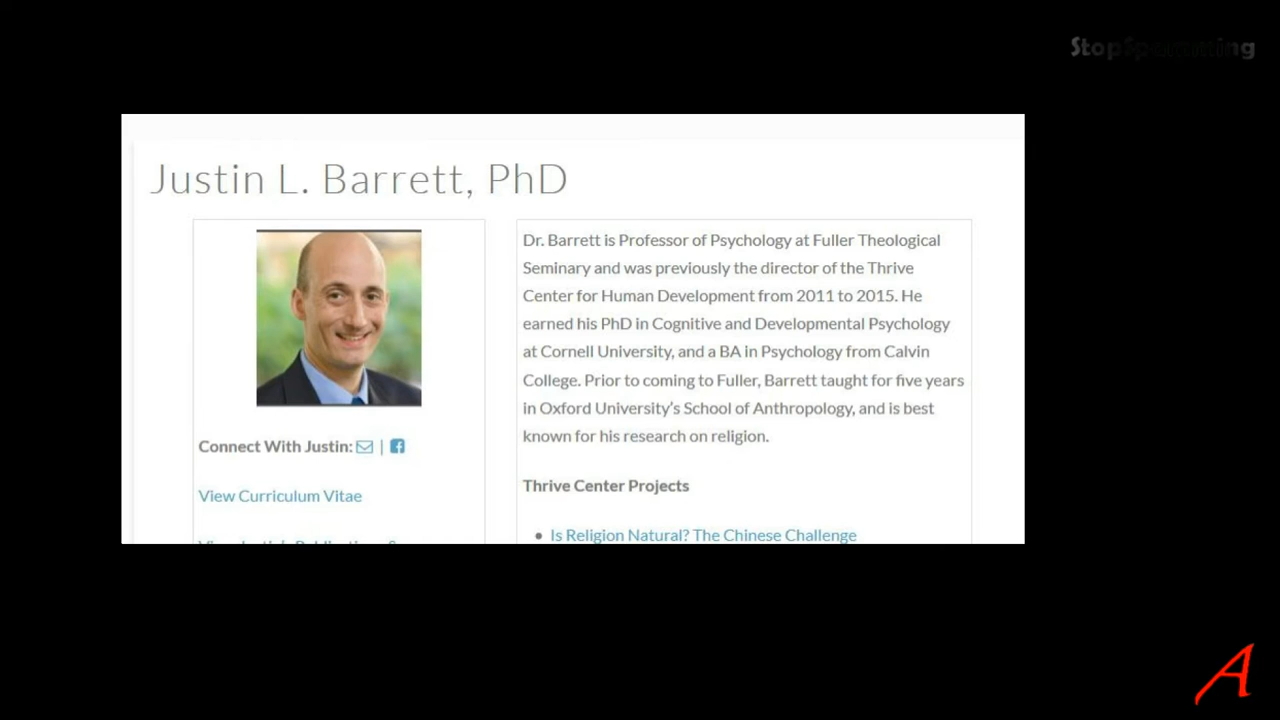 Justin L. Barrett, PhD
Connect With Justin: |
View Curriculum Vitae
Dr. Barrett is Professor of Psychology at Fuller Theological
Seminary and was previously the director of the Thrive
Center for Human Development from 2011 to 2015. He
earned his PhD in Cognitive and Developmental Psychology
at Cornell University, and a BA in Psychology from Calvin
College. Prior to coming to Fuller, Barrett taught for five years
in Oxford University's School of Anthropology, and is best
known for his research on religion.
Thrive Center Projects
• Is Religion Natural? The Chinese Challenge
A